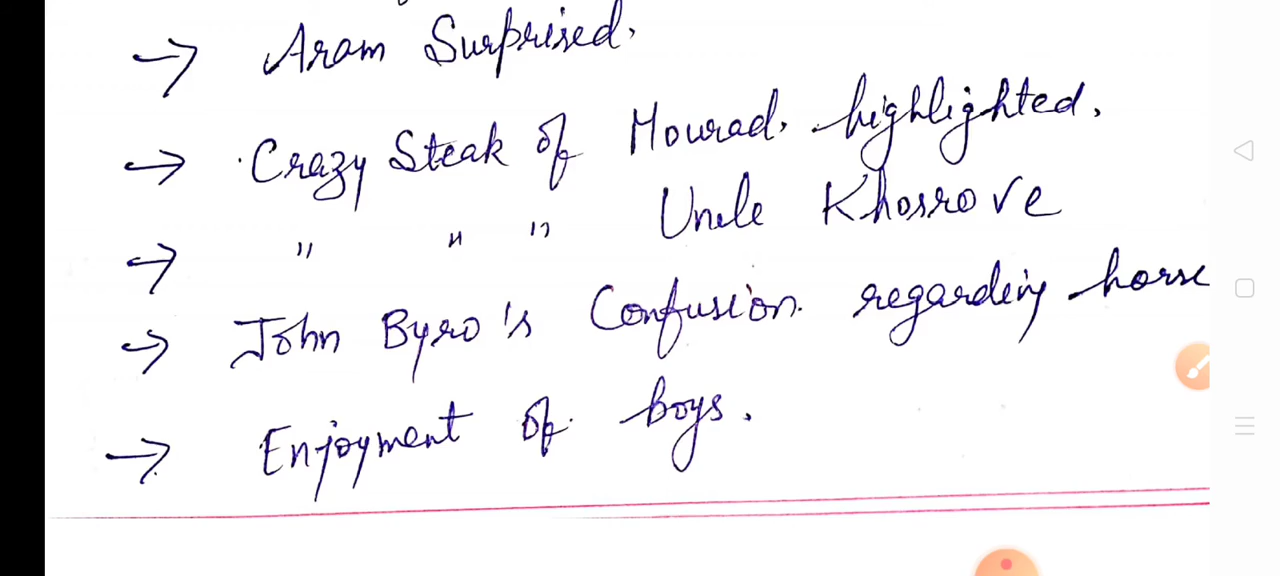 → Aram Surprised.
→ Crazy Steak of Mourad. highlighted.
→ " " " Uncle Khosrove
→ John Byro's Confusion regarding horse
→ Enjoyment of boys.